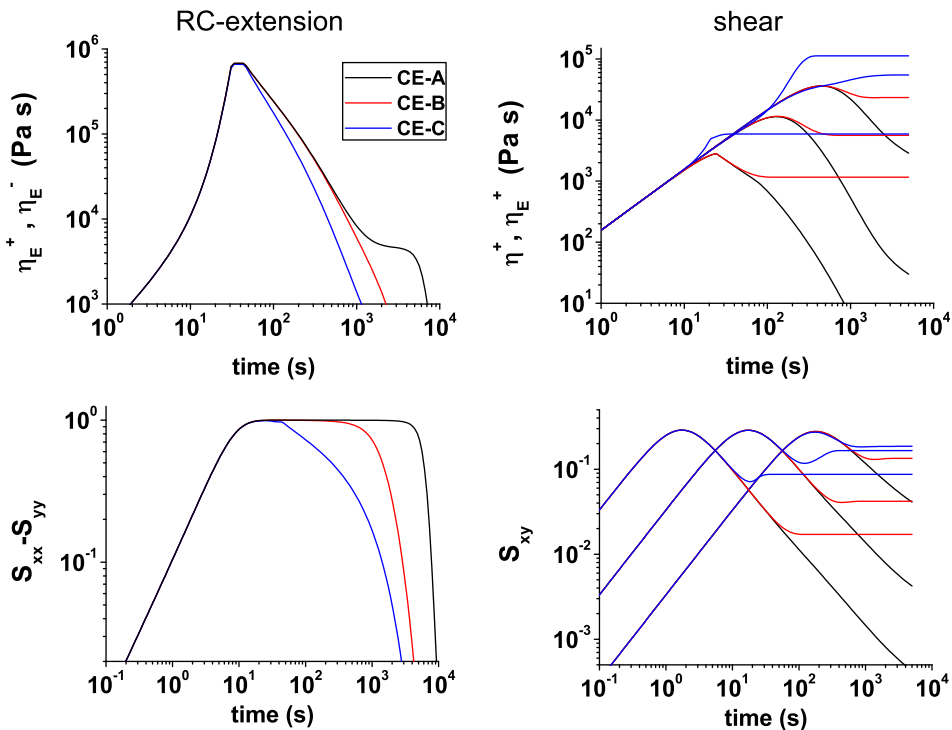 RC-extension
shear
η_E^+ , η_E^- (Pa s)
10^6
10^5
10^4
10^3
10^0 10^1 10^2 10^3 10^4
time (s)
CE-A
CE-B
CE-C
η^+ , η_E^+ (Pa s)
10^5
10^4
10^3
10^2
10^1
10^0 10^1 10^2 10^3 10^4
time (s)
S_xx-S_yy
10^0
10^-1
10^-1 10^0 10^1 10^2 10^3 10^4
time (s)
S_xy
10^-1
10^-2
10^-3
10^-1 10^0 10^1 10^2 10^3 10^4
time (s)